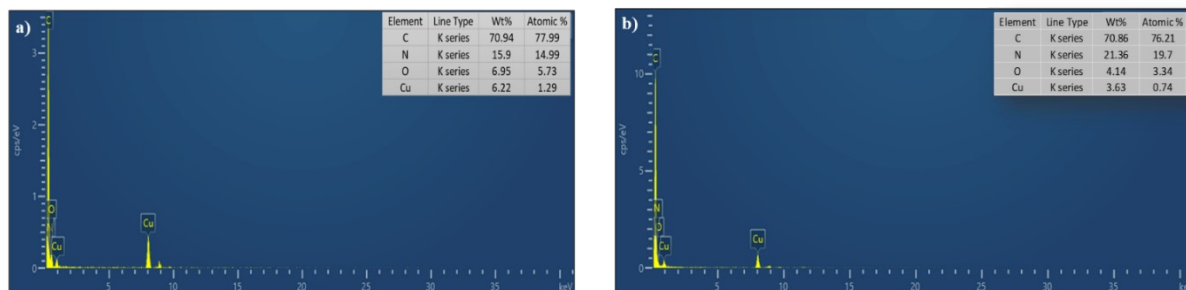 a)
Element Line Type Wt% Atomic %
C K series 70.94 77.99
N K series 15.9 14.99
O K series 6.95 5.73
Cu K series 6.22 1.29
C
3
2
cps/eV
1
O
Cu
Cu
0
5 10 15 20 25 30 35 keV
b)
Element Line Type Wt% Atomic %
C K series 70.86 76.21
N K series 21.36 19.7
O K series 4.14 3.34
Cu K series 3.63 0.74
C
10
cps/eV
5
N
O
Cu
Cu
0
5 10 15 20 25 30 35 keV